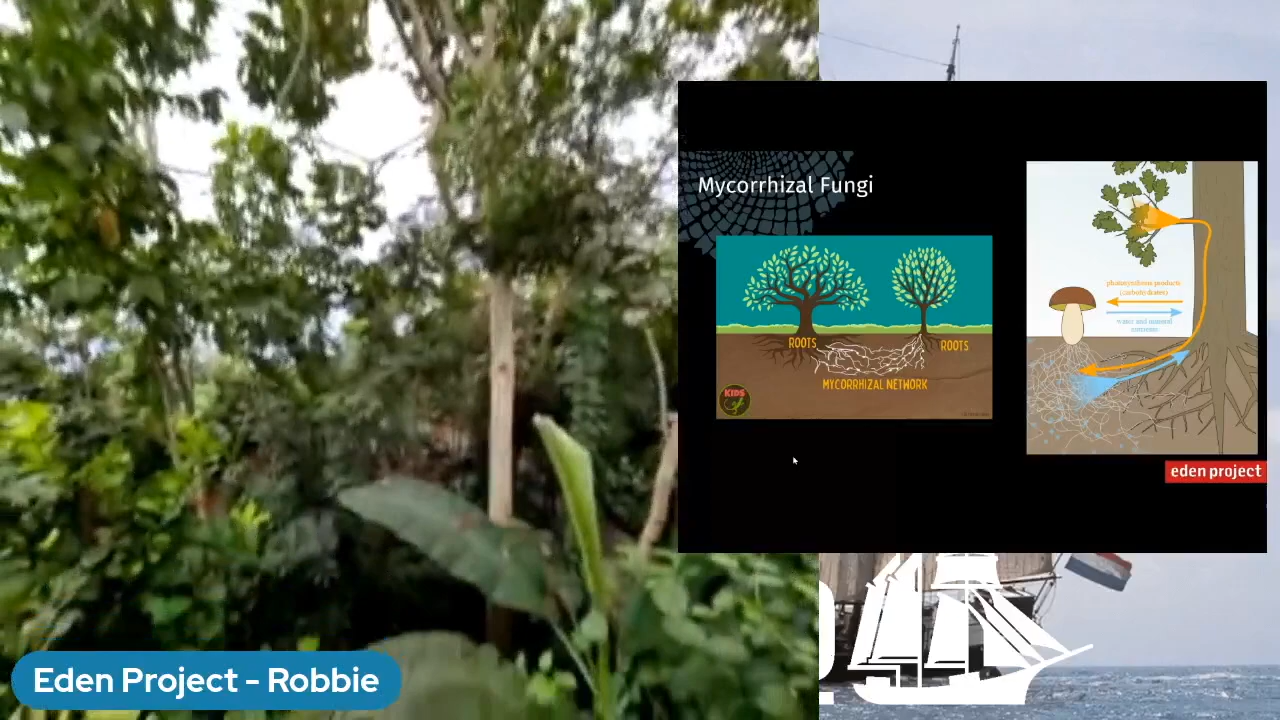 Mycorrhizal Fungi
ROOTS
ROOTS
MYCORRHIZAL NETWORK
KIDS
photosynthesis products
(carbohydrates)
water and mineral
nutrients
eden project
Eden Project - Robbie